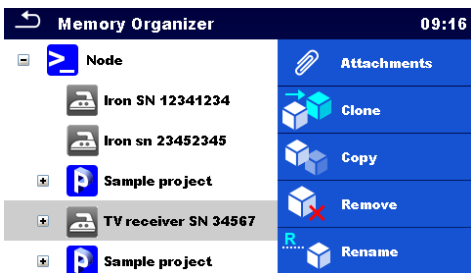 Memory Organizer 09:16
Node
Iron SN 12341234
Iron sn 23452345
Sample project
TV receiver SN 34567
Sample project
Attachments
Clone
Copy
Remove
R
Rename